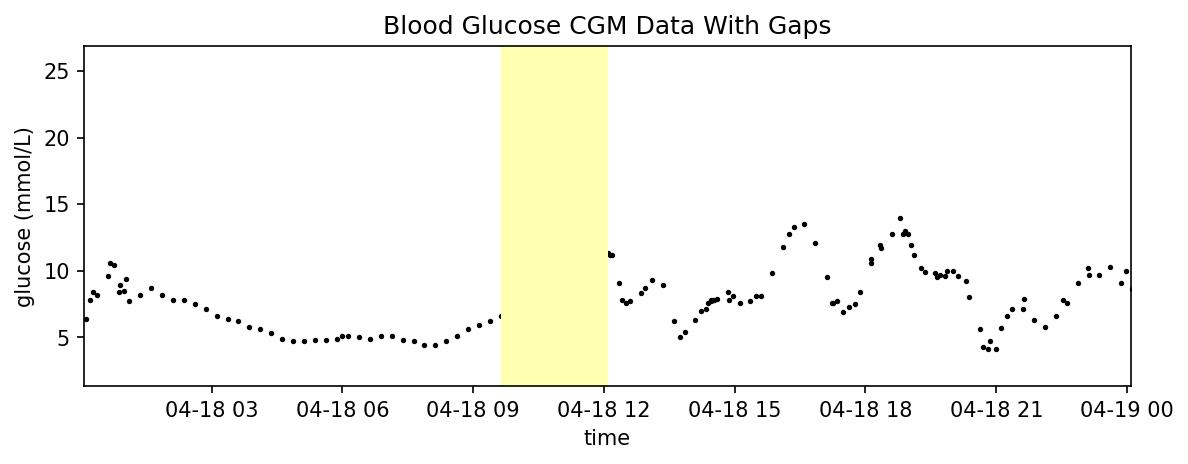 Blood Glucose CGM Data With Gaps
glucose (mmol/L)
25
20
15
10
5
04-18 03 04-18 06 04-18 09 04-18 12 04-18 15 04-18 18 04-18 21 04-19 00
time